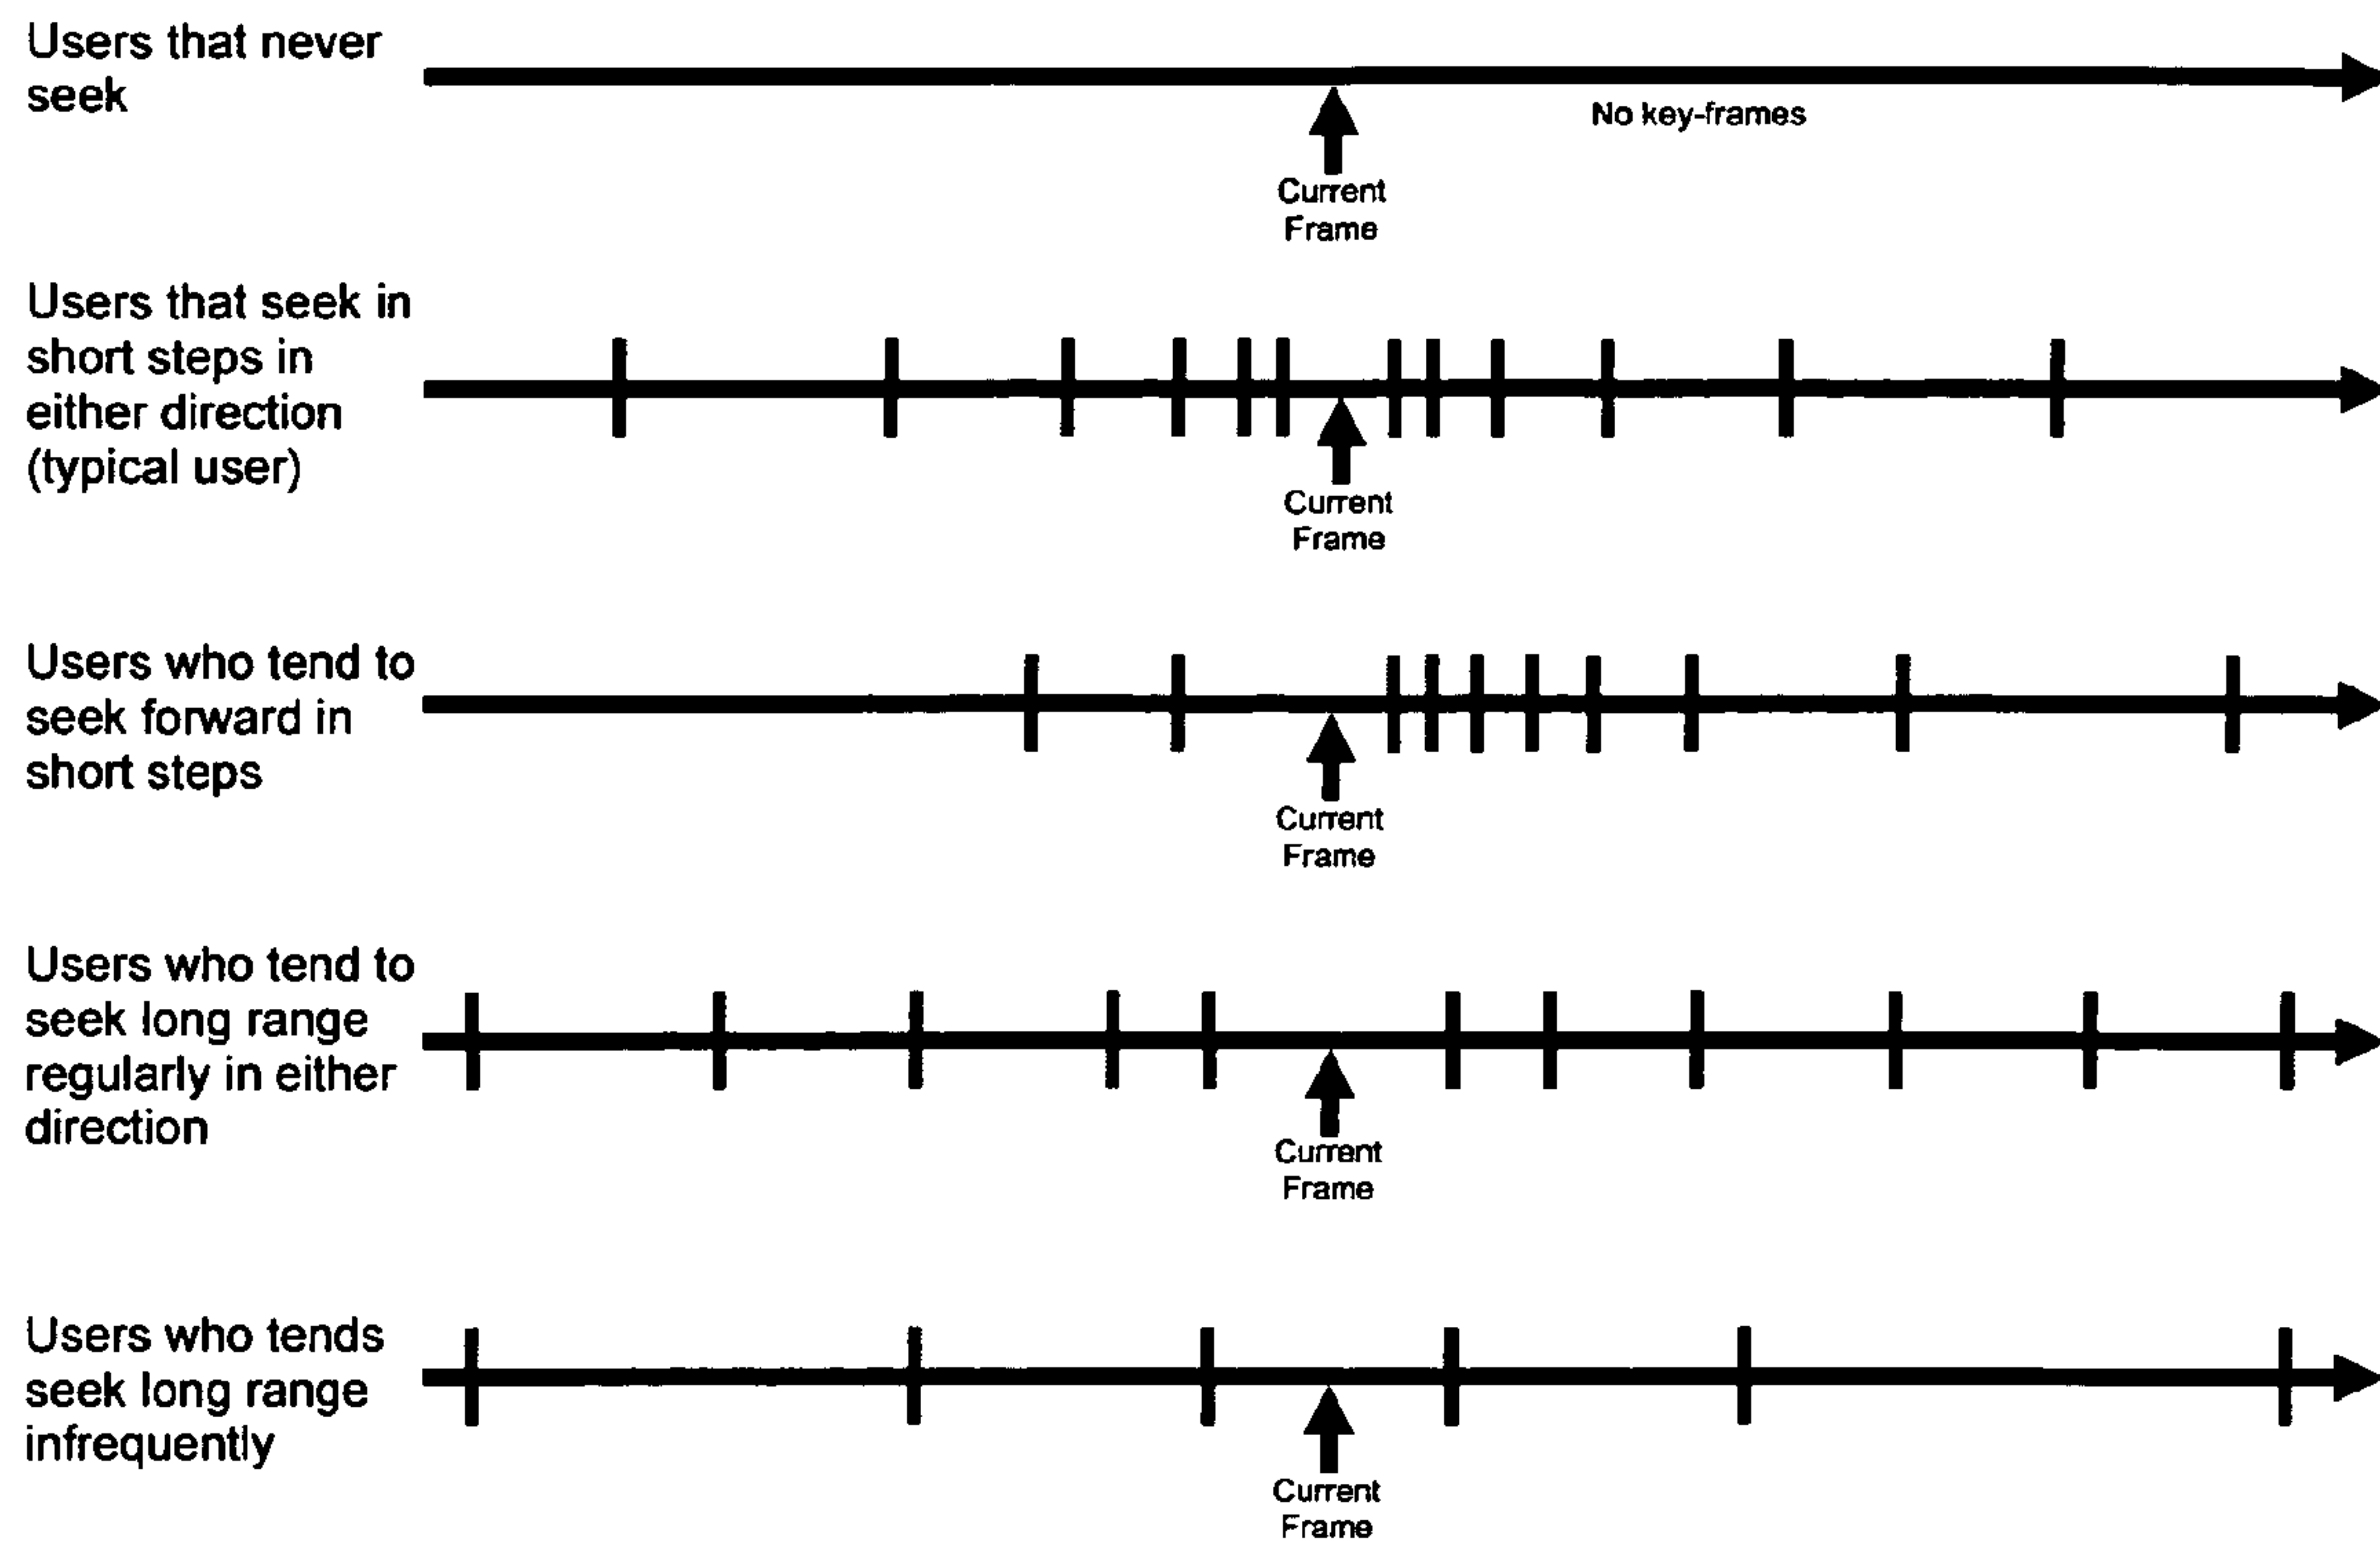 Users that never
seek
No key-frames
Current
Frame
Users that seek in
short steps in
either direction
(typical user)
Current
Frame
Users who tend to
seek forward in
short steps
Current
Frame
Users who tend to
seek long range
regularly in either
direction
Current
Frame
Users who tends
seek long range
infrequently
Current
Frame